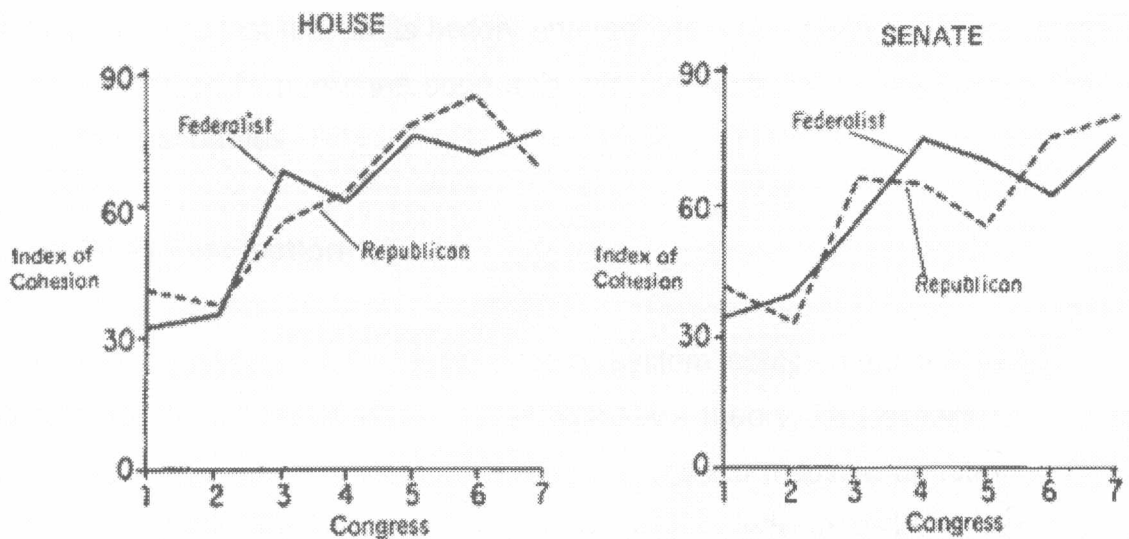 HOUSE
90
Federalist
60
Index of
Cohesion
Republican
30
0
1 2 3 4 5 6 7
Congress
SENATE
90
Federalist
60
Index of
Cohesion
Republican
30
0
1 2 3 4 5 6 7
Congress